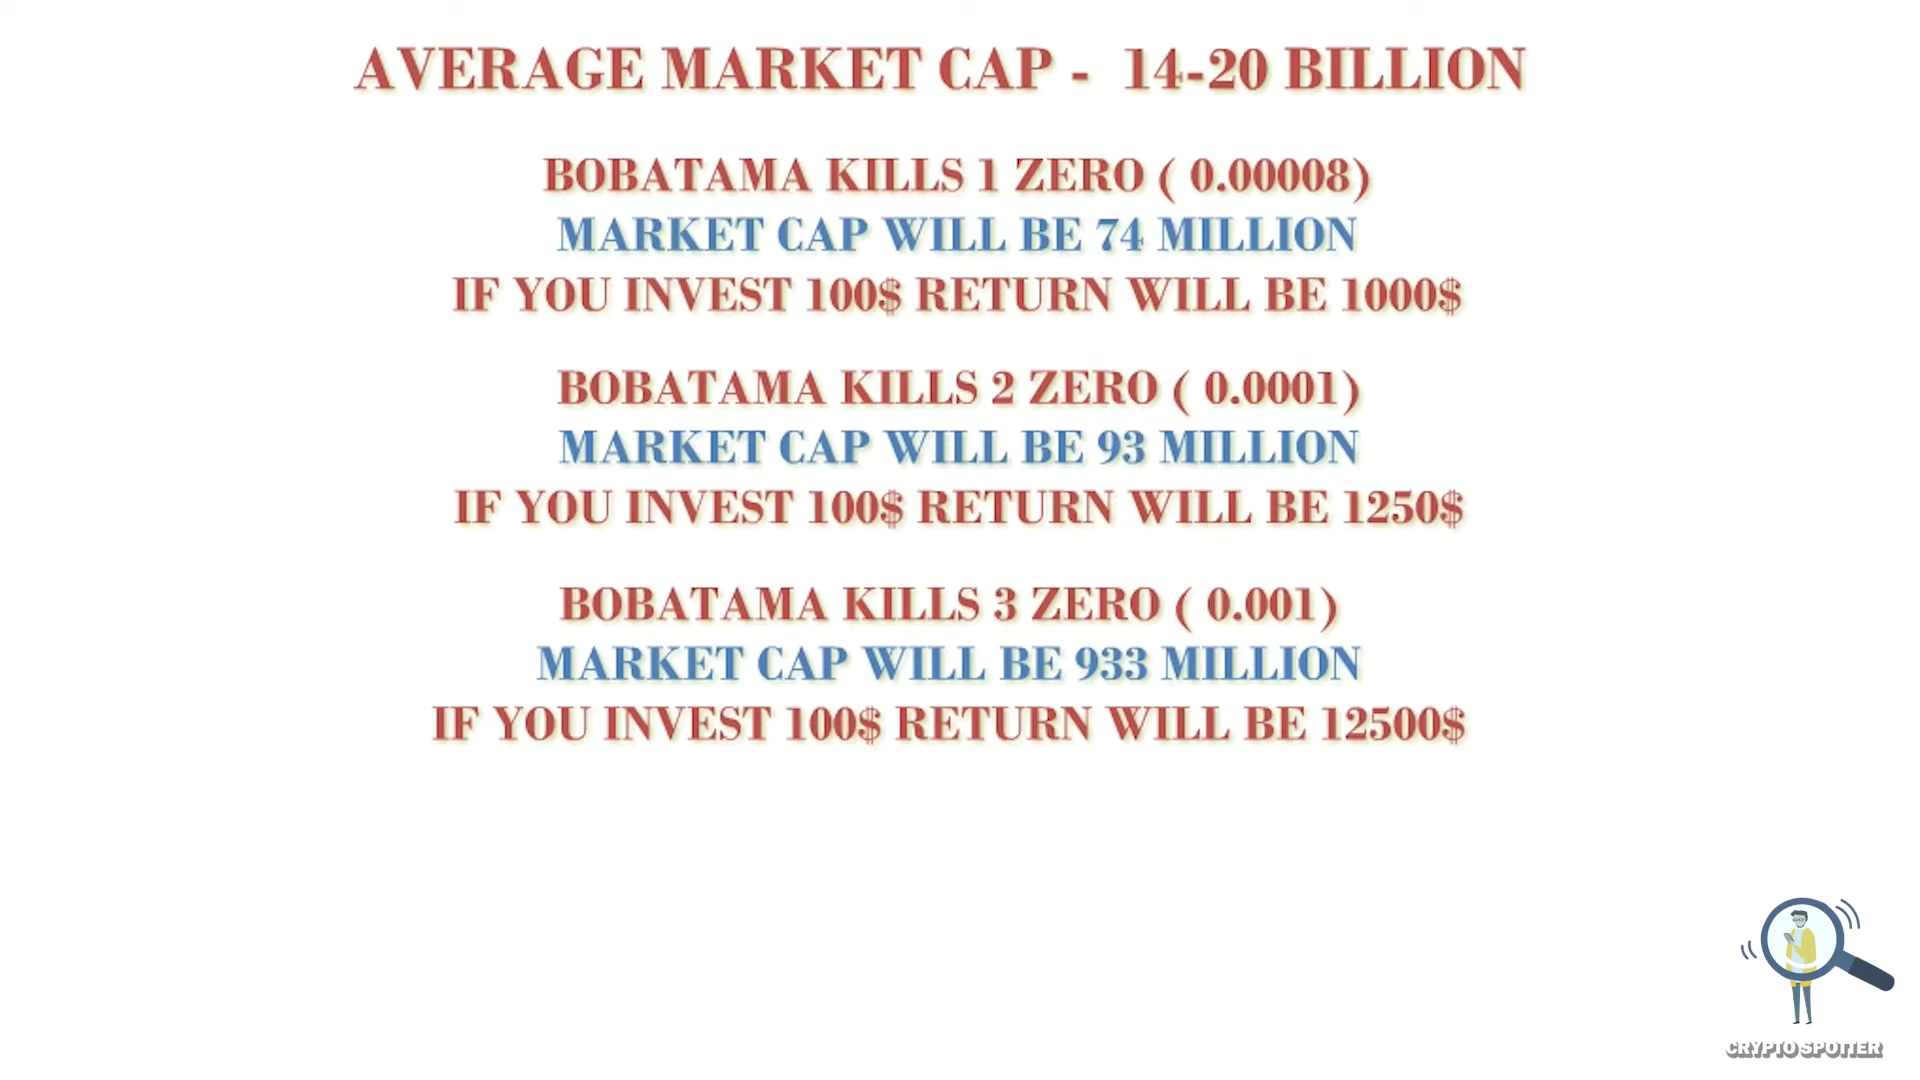 AVERAGE MARKET CAP - 14-20 BILLION
BOBATAMA KILLS 1 ZERO ( 0.00008)
MARKET CAP WILL BE 74 MILLION
IF YOU INVEST 100$ RETURN WILL BE 1000$
BOBATAMA KILLS 2 ZERO ( 0.0001)
MARKET CAP WILL BE 93 MILLION
IF YOU INVEST 100$ RETURN WILL BE 1250$
BOBATAMA KILLS 3 ZERO ( 0.001)
MARKET CAP WILL BE 933 MILLION
IF YOU INVEST 100$ RETURN WILL BE 12500$
CRYPTO SPOTTER